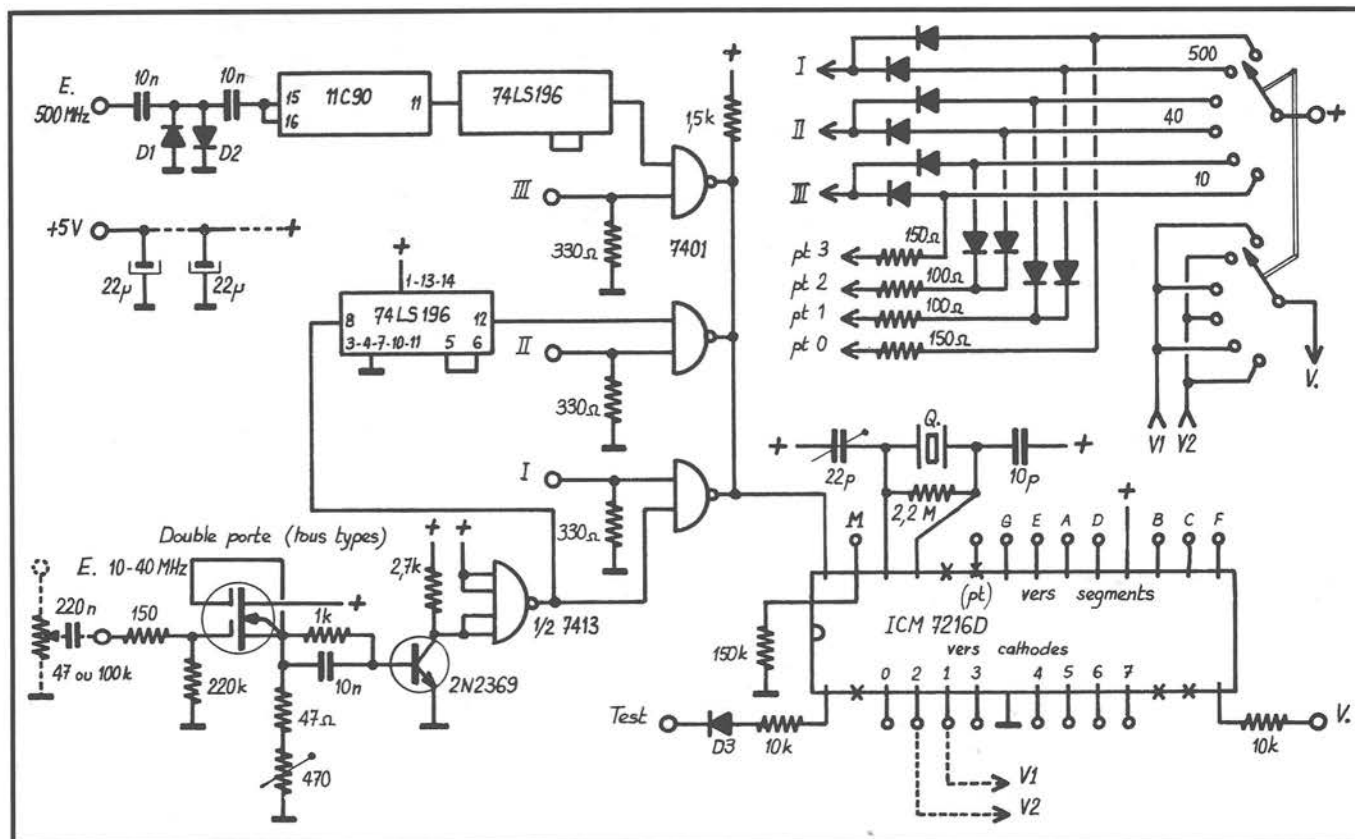 E.
500 MHz
10n
10n
D1
D2
15
16
11C90
11
74LS196
+
1,5k
III
330Ω
7401
+5V
+
22µ
22µ
+
1-13-14
8
74LS196
12
3-4-7-10-11
5
6
II
330Ω
I
330Ω
Double porte (tous types)
E. 10-40 MHz
220n
47 ou 100k
150
220k
+
1k
10n
47Ω
470
2N2369
+
+
2,7k
1/2 7413
I
II
III
500
40
10
+
pt 3
150Ω
pt 2
100Ω
pt 1
100Ω
pt 0
150Ω
V1
V2
V.
+
22p
Q.
10p
+
2,2 M
M
150k
+
G
E
A
D
B
C
F
(pt)
vers segments
ICM 7216D
vers cathodes
0
2
1
3
4
5
6
7
Test
D3
10k
10k
V.
V1
V2